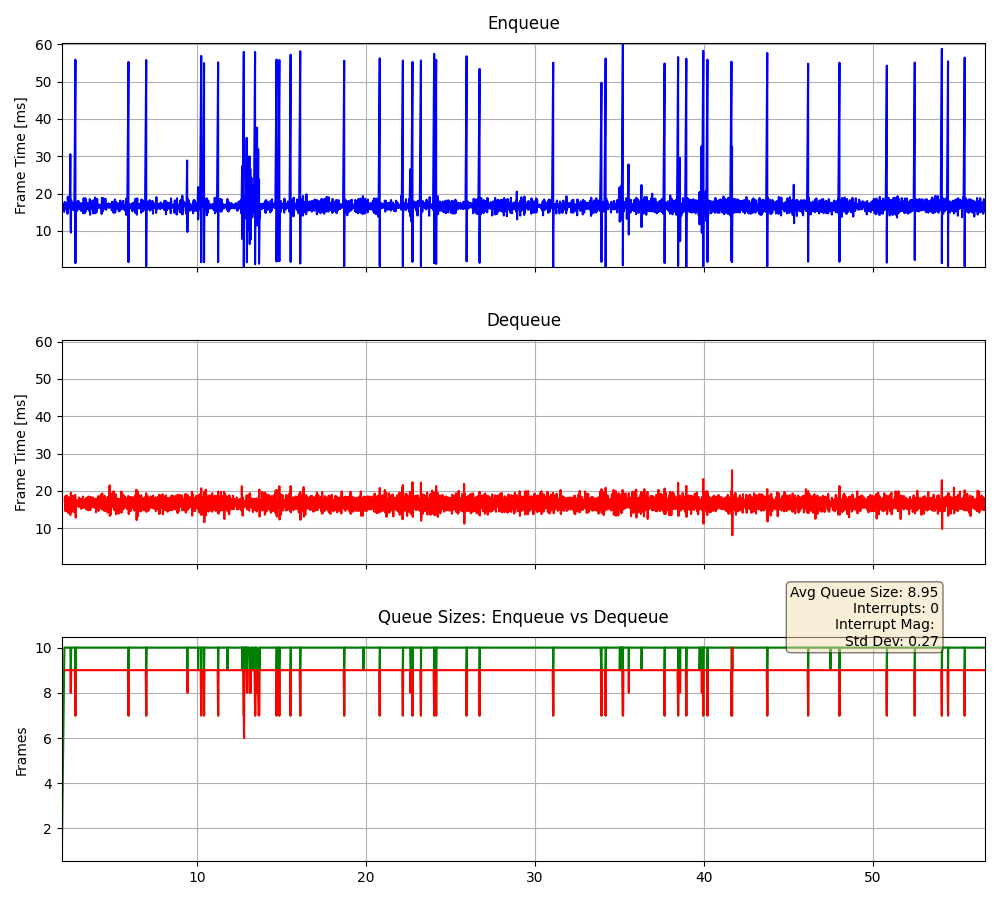 Enqueue
60
50
40
30
20
10
Frame Time [ms]
Dequeue
60
50
40
30
20
10
Frame Time [ms]
Avg Queue Size: 8.95
Interrupts: 0
Interrupt Mag:
Std Dev: 0.27
Queue Sizes: Enqueue vs Dequeue
10
8
6
4
2
Frames
10 20 30 40 50